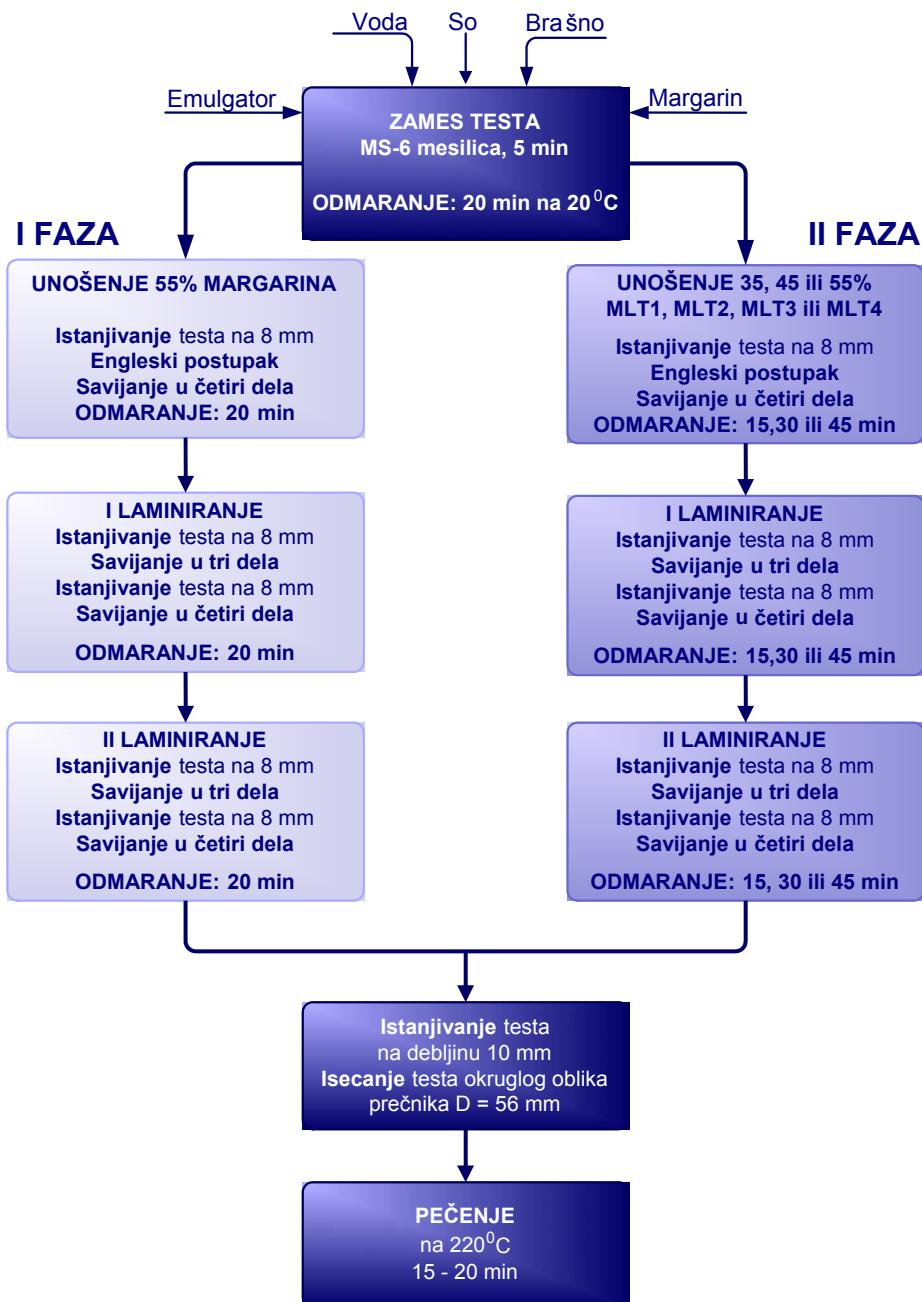 Voda
So
Brašno
Emulgator
Margarin
ZAMES TESTA
MS-6 mesilica, 5 min
ODMARANJE: 20 min na 20⁰C
I FAZA
II FAZA
UNOŠENJE 55% MARGARINA
Istanjivanje testa na 8 mm
Engleski postupak
Savijanje u četiri dela
ODMARANJE: 20 min
UNOŠENJE 35, 45 ili 55%
MLT1, MLT2, MLT3 ili MLT4
Istanjivanje testa na 8 mm
Engleski postupak
Savijanje u četiri dela
ODMARANJE: 15,30 ili 45 min
I LAMINIRANJE
Istanjivanje testa na 8 mm
Savijanje u tri dela
Istanjivanje testa na 8 mm
Savijanje u četiri dela
ODMARANJE: 20 min
I LAMINIRANJE
Istanjivanje testa na 8 mm
Savijanje u tri dela
Istanjivanje testa na 8 mm
Savijanje u četiri dela
ODMARANJE: 15,30 ili 45 min
II LAMINIRANJE
Istanjivanje testa na 8 mm
Savijanje u tri dela
Istanjivanje testa na 8 mm
Savijanje u četiri dela
ODMARANJE: 20 min
II LAMINIRANJE
Istanjivanje testa na 8 mm
Savijanje u tri dela
Istanjivanje testa na 8 mm
Savijanje u četiri dela
ODMARANJE: 15, 30 ili 45 min
Istanjivanje testa
na debljinu 10 mm
Isecanje testa okruglog oblika
prečnika D = 56 mm
PEČENJE
na 220⁰C
15 - 20 min